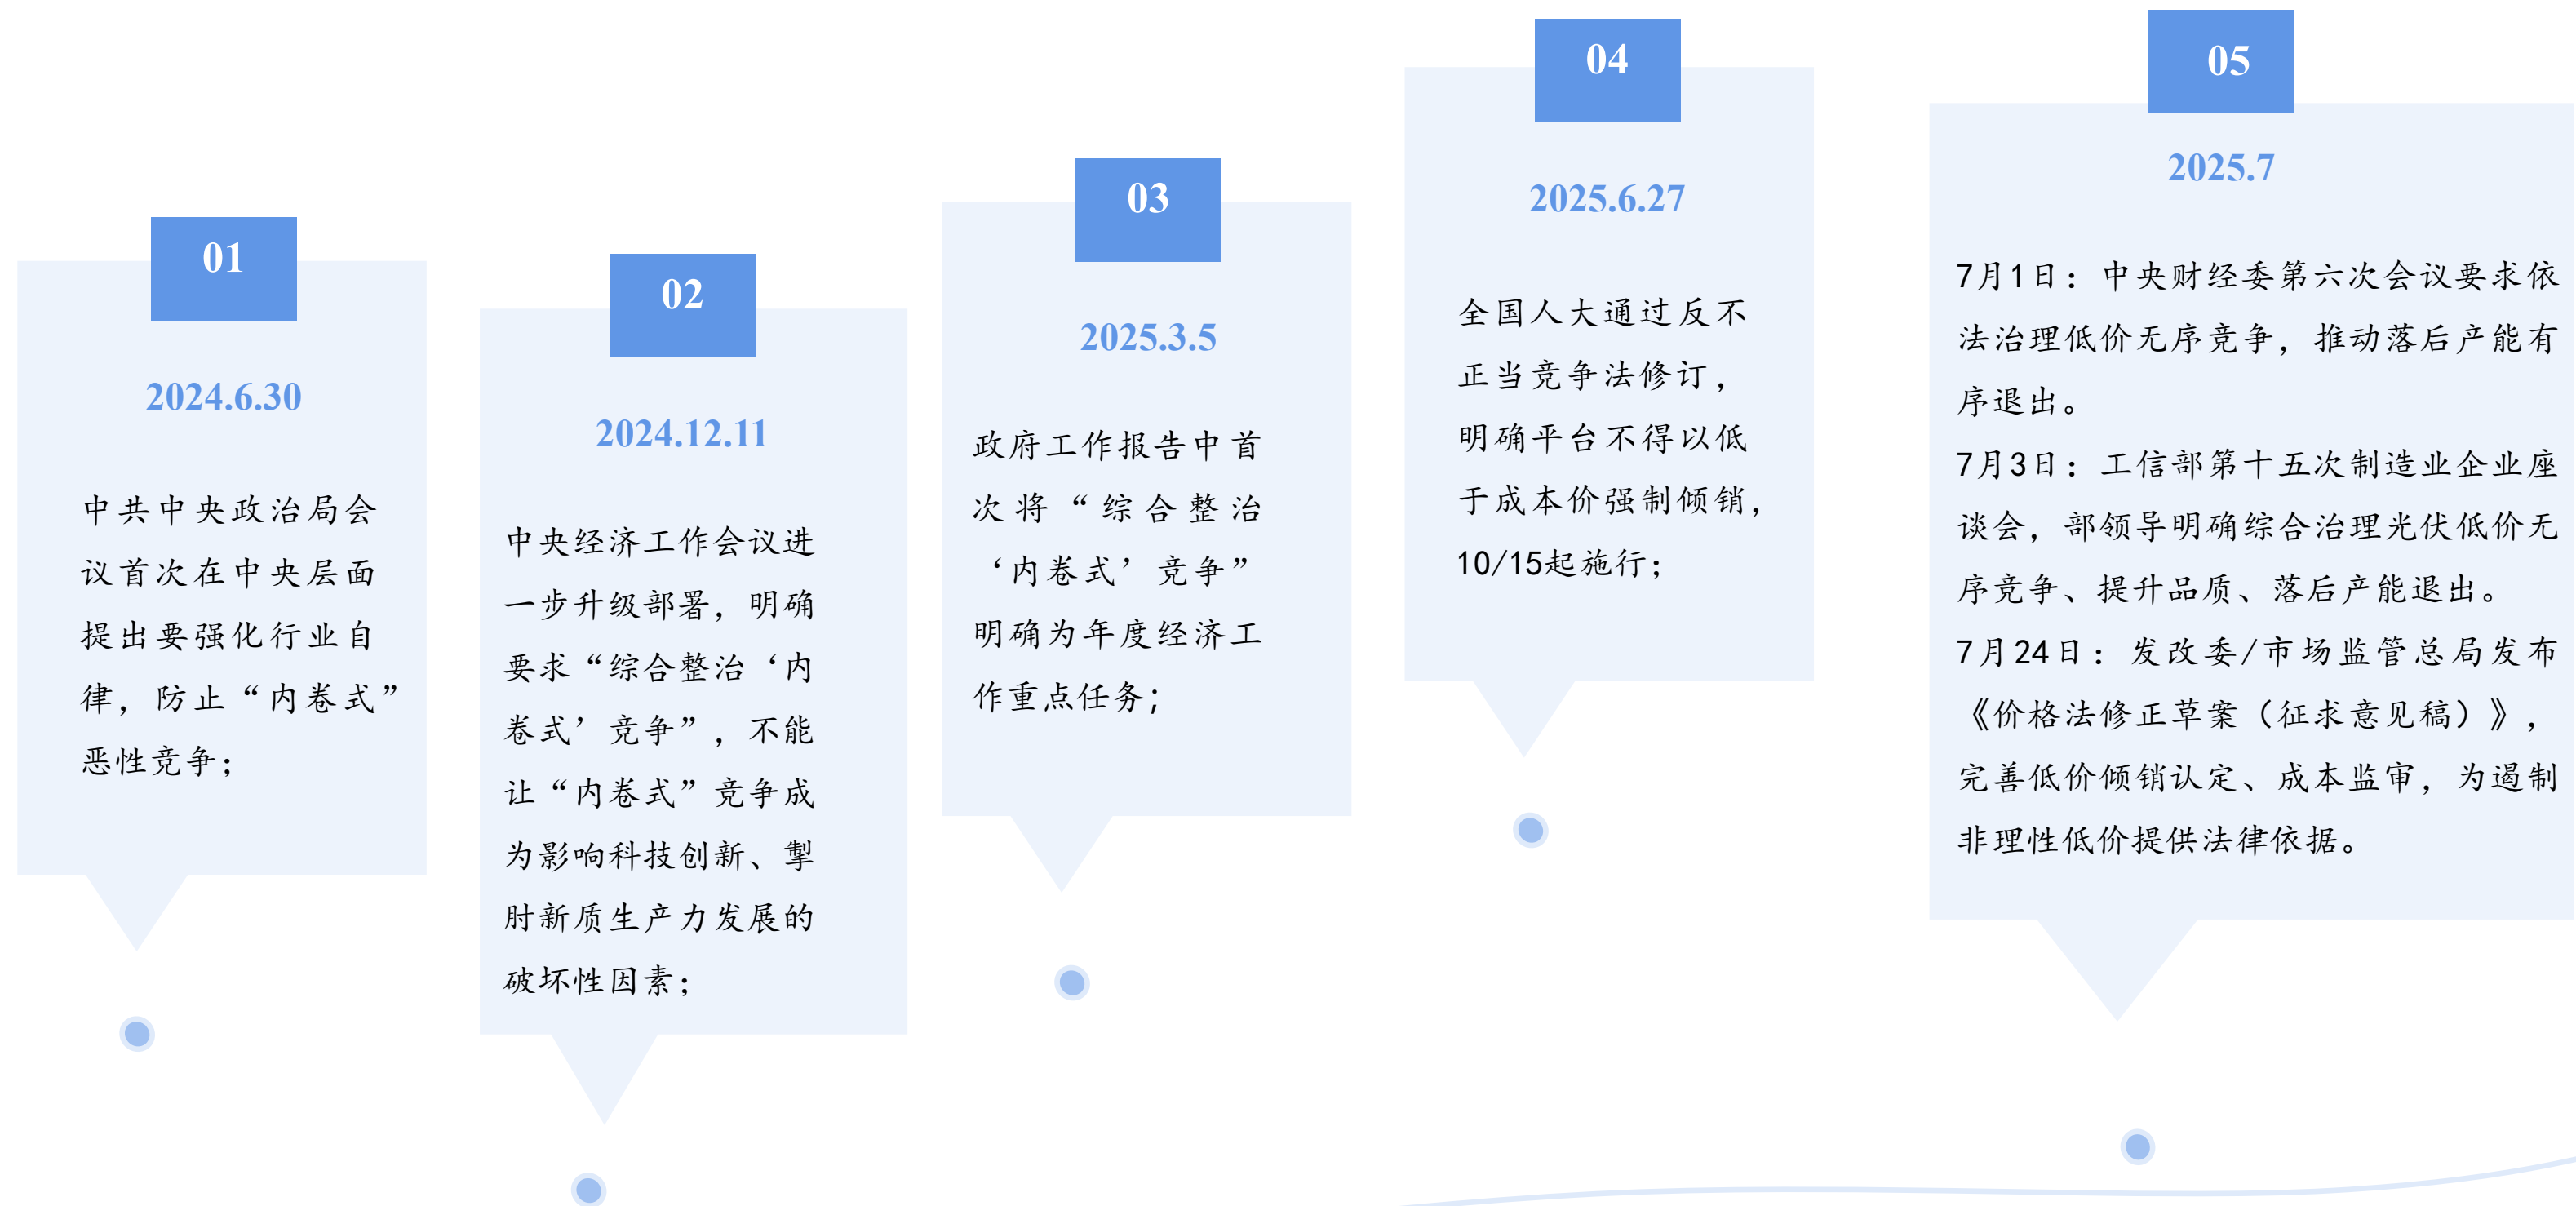 01
2024.6.30
中共中央政治局会
议首次在中央层面
提出要强化行业自
律，防止“内卷式”
恶性竞争；
02
2024.12.11
中央经济工作会议进
一步升级部署，明确
要求“综合整治‘内
卷式’竞争”，不能
让“内卷式”竞争成
为影响科技创新、掣
肘新质生产力发展的
破坏性因素；
03
2025.3.5
政府工作报告中首
次将“综合整治
‘内卷式’竞争”
明确为年度经济工
作重点任务；
04
2025.6.27
全国人大通过反不
正当竞争法修订，
明确平台不得以低
于成本价强制倾销，
10/15起施行；
05
2025.7
7月1日：中央财经委第六次会议要求依
法治理低价无序竞争，推动落后产能有
序退出。
7月3日：工信部第十五次制造业企业座
谈会，部领导明确综合治理光伏低价无
序竞争、提升品质、落后产能退出。
7月24日：发改委/市场监管总局发布
《价格法修正草案（征求意见稿）》，
完善低价倾销认定、成本监审，为遏制
非理性低价提供法律依据。